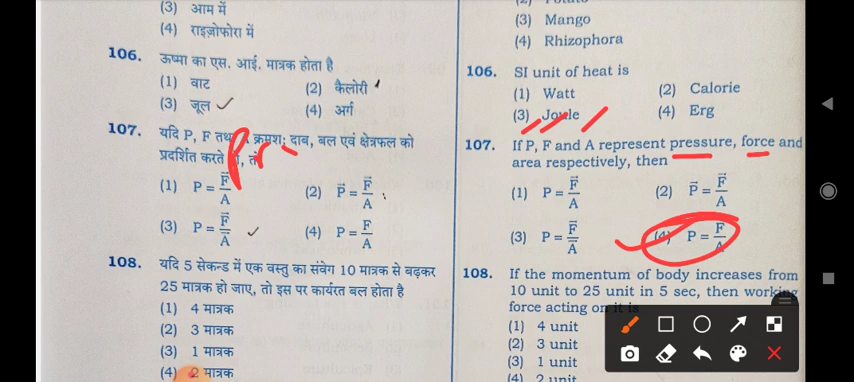 (3) आम में
(4) राइज़ोफोरा में
106. ऊष्मा का एस. आई. मात्रक होता है
(1) वाट (2) कैलोरी
(3) जूल (4) अर्ग
107. यदि P, F क्रमशः दाब, बल एवं क्षेत्रफल को
प्रदर्शित करते
(1) P = F⃗/A (2) P⃗ = F⃗/A
(3) P = F⃗/A⃗ (4) P = F/A
108. यदि 5 सेकन्ड में एक वस्तु का संवेग 10 मात्रक से बढ़कर
25 मात्रक हो जाए, तो इस पर कार्यरत बल होता है
(1) 4 मात्रक
(2) 3 मात्रक
(3) 1 मात्रक
(4) 2 मात्रक
(3) Mango
(4) Rhizophora
106. SI unit of heat is
(1) Watt (2) Calorie
(3) Joule (4) Erg
107. If P, F and A represent pressure, force and
area respectively, then
(1) P = F⃗/A (2) P⃗ = F⃗/A
(3) P = F⃗/A⃗ (4) P = F/A
108. If the momentum of body increases from
10 unit to 25 unit in 5 sec, then working
force acting on it is
(1) 4 unit
(2) 3 unit
(3) 1 unit
(4) 2 unit